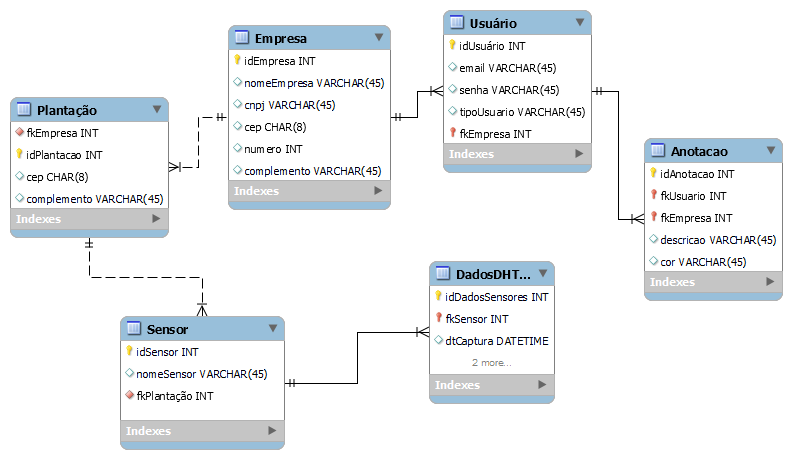 Empresa
idEmpresa INT
nomeEmpresa VARCHAR(45)
cnpj VARCHAR(45)
cep CHAR(8)
numero INT
complemento VARCHAR(45)
Indexes
Usuário
idUsuário INT
email VARCHAR(45)
senha VARCHAR(45)
tipoUsuario VARCHAR(45)
fkEmpresa INT
Indexes
Plantação
fkEmpresa INT
idPlantacao INT
cep CHAR(8)
complemento VARCHAR(45)
Indexes
Anotacao
idAnotacao INT
fkUsuario INT
fkEmpresa INT
descricao VARCHAR(45)
cor VARCHAR(45)
Indexes
Sensor
idSensor INT
nomeSensor VARCHAR(45)
fkPlantação INT
Indexes
DadosDHT...
idDadosSensores INT
fkSensor INT
dtCaptura DATETIME
2 more...
Indexes